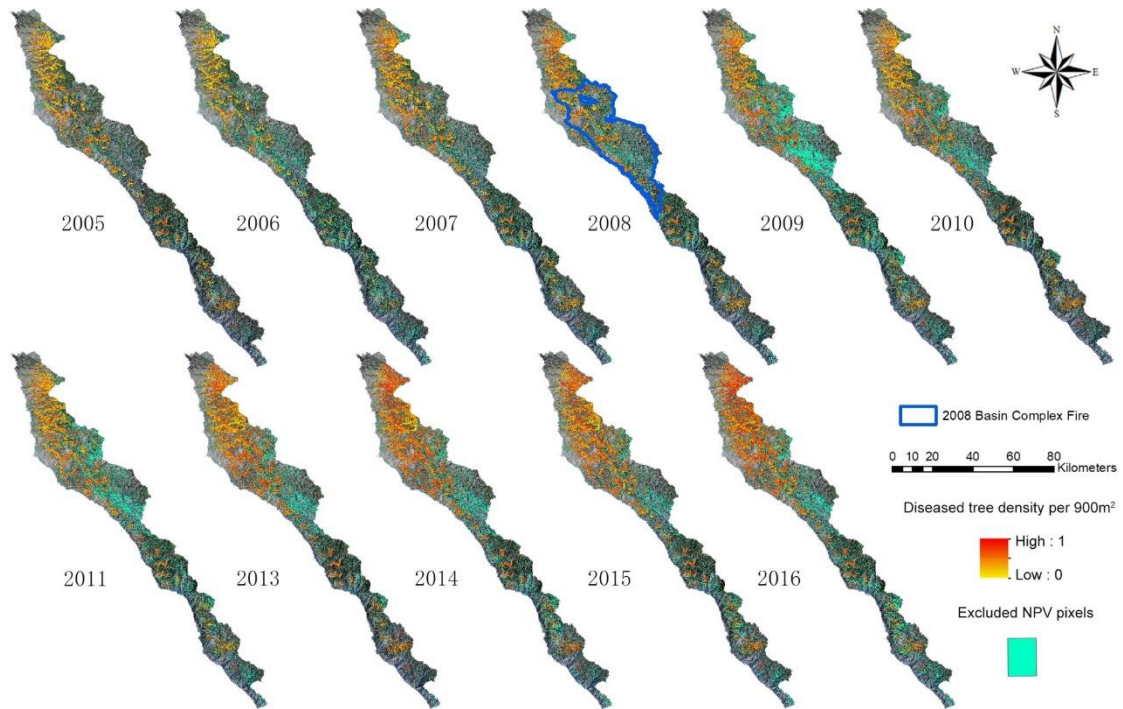 N
W E
S
2005
2006
2007
2008
2009
2010
2008 Basin Complex Fire
0 10 20 40 60 80
Kilometers
Diseased tree density per 900m²
High : 1
Low : 0
Excluded NPV pixels
2011
2013
2014
2015
2016